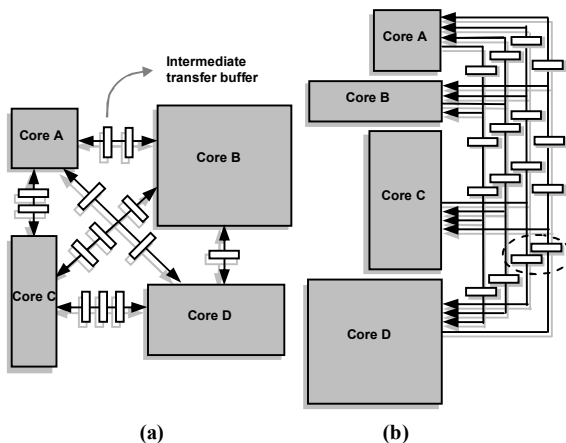 Intermediate
transfer buffer
Core A
Core B
Core C
Core D
(a)
Core A
Core B
Core C
Core D
(b)